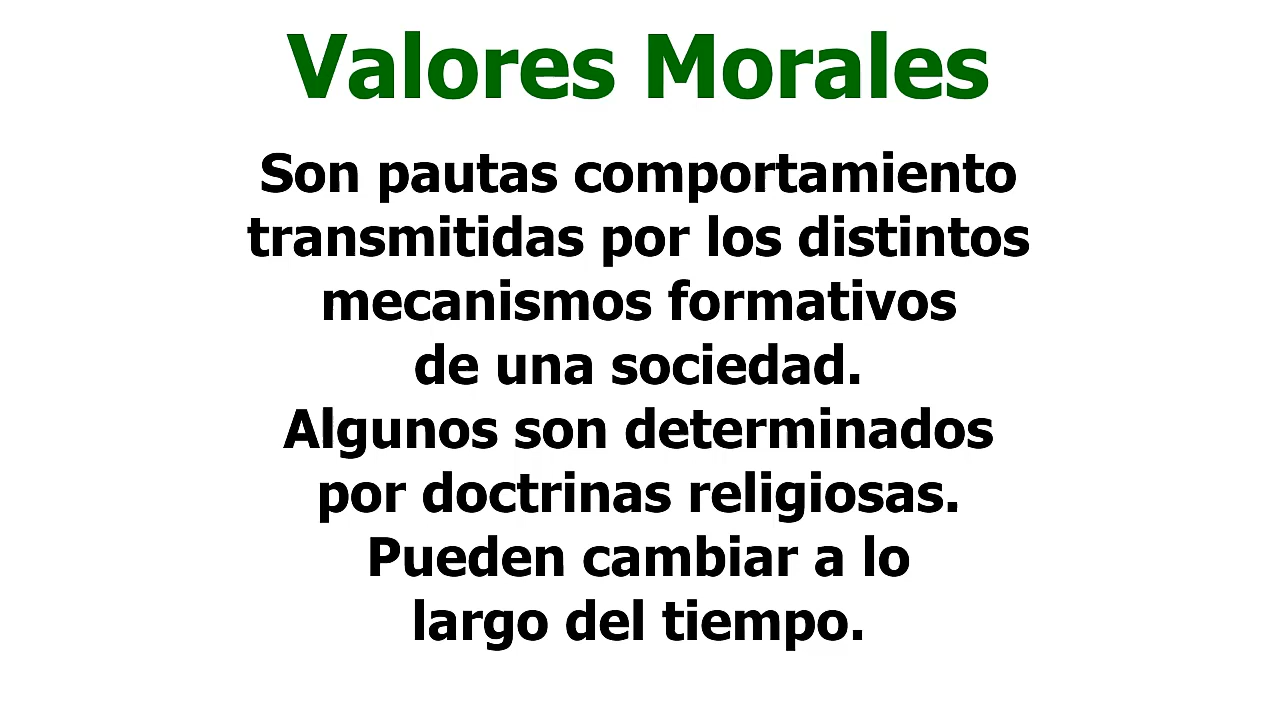 Valores Morales
Son pautas comportamiento
transmitidas por los distintos
mecanismos formativos
de una sociedad.
Algunos son determinados
por doctrinas religiosas.
Pueden cambiar a lo
largo del tiempo.